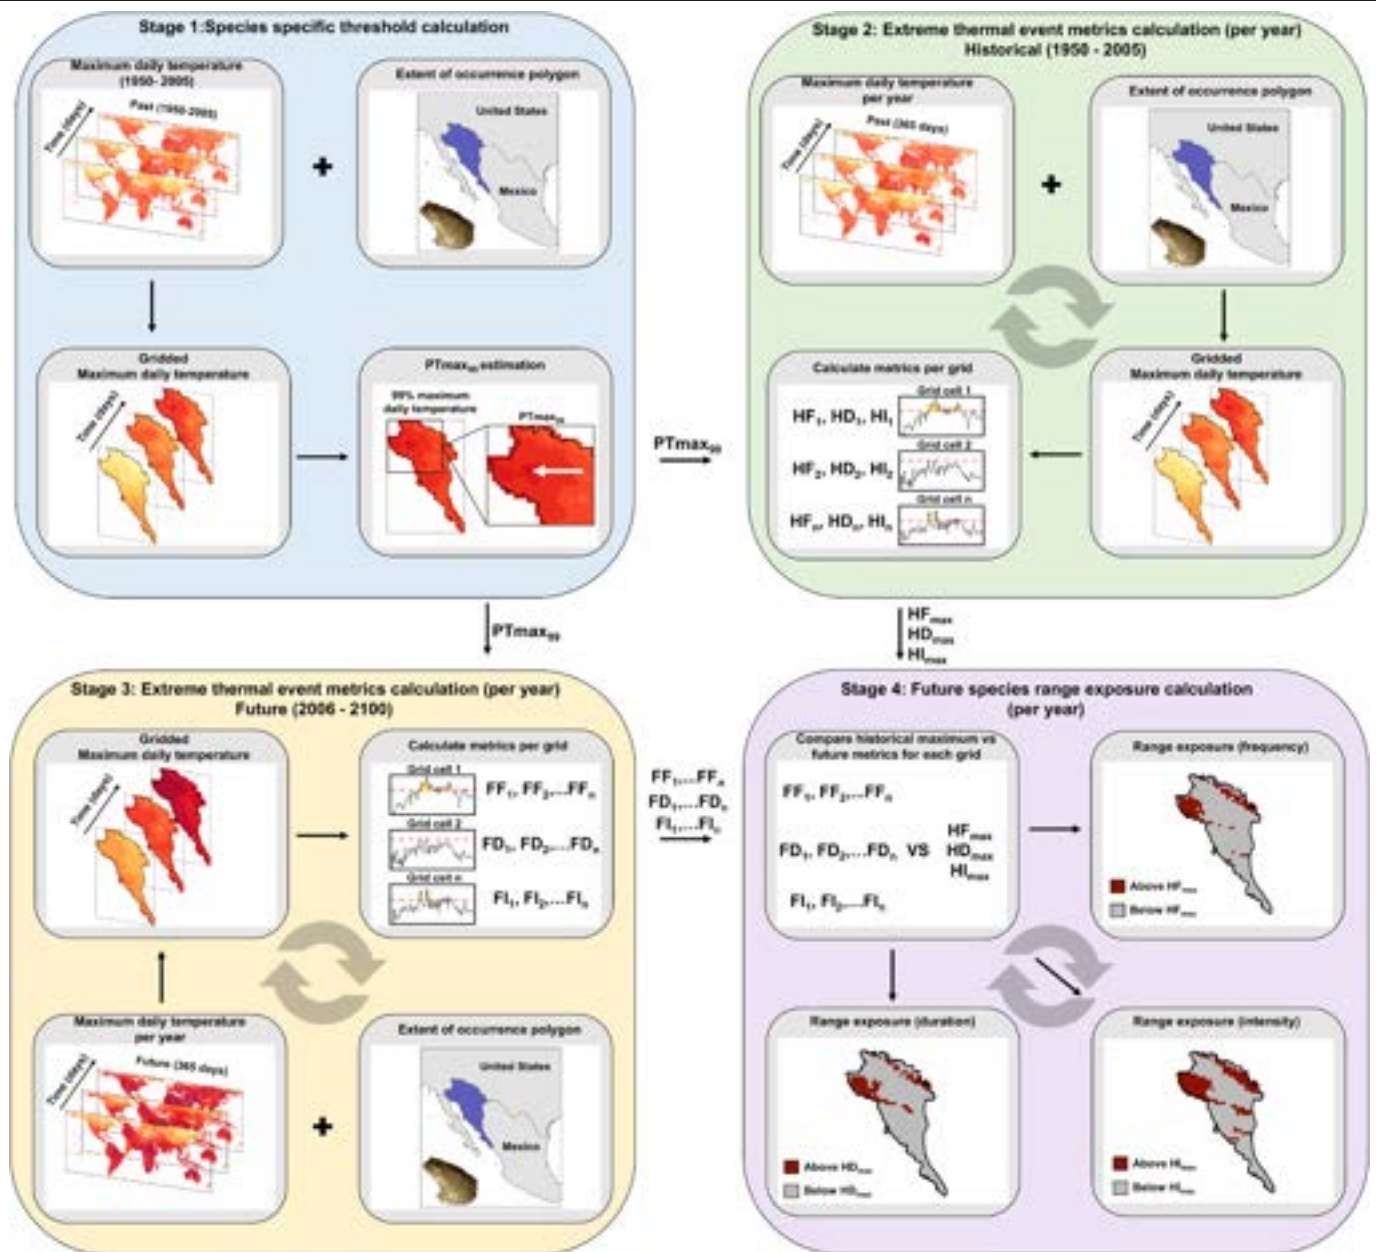 Stage 1:Species specific threshold calculation
Maximum daily temperature
(1950- 2005)
Time (days)
Past (1950-2005)
+
Extent of occurrence polygon
United States
Mexico
Gridded
Maximum daily temperature
Time (days)
PTmax99 estimation
99% maximum
daily temperature
PTmax99
PTmax99
PTmax99
Stage 2: Extreme thermal event metrics calculation (per year)
Historical (1950 - 2005)
Maximum daily temperature
per year
Time (days)
Past (365 days)
+
Extent of occurrence polygon
United States
Mexico
Calculate metrics per grid
Grid cell 1
HF1, HD1, HI1
Grid cell 2
HF2, HD2, HI2
Grid cell n
HFn, HDn, HIn
Gridded
Maximum daily temperature
Time (days)
HFmax
HDmax
HImax
Stage 3: Extreme thermal event metrics calculation (per year)
Future (2006 - 2100)
Gridded
Maximum daily temperature
Time (days)
Calculate metrics per grid
Grid cell 1
FF1, FF2,...FFn
Grid cell 2
FD1, FD2,...FDn
Grid cell n
FI1, FI2,...FIn
Maximum daily temperature
per year
Time (days)
Future (365 days)
+
Extent of occurrence polygon
United States
Mexico
FF1,...FFn
FD1,...FDn
FI1,...FIn
Stage 4: Future species range exposure calculation
(per year)
Compare historical maximum vs
future metrics for each grid
FF1, FF2,...FFn
FD1, FD2,...FDn VS
FI1, FI2,...FIn
HFmax
HDmax
HImax
Range exposure (frequency)
Above HFmax
Below HFmax
Range exposure (duration)
Above HDmax
Below HDmax
Range exposure (intensity)
Above HImax
Below HImax